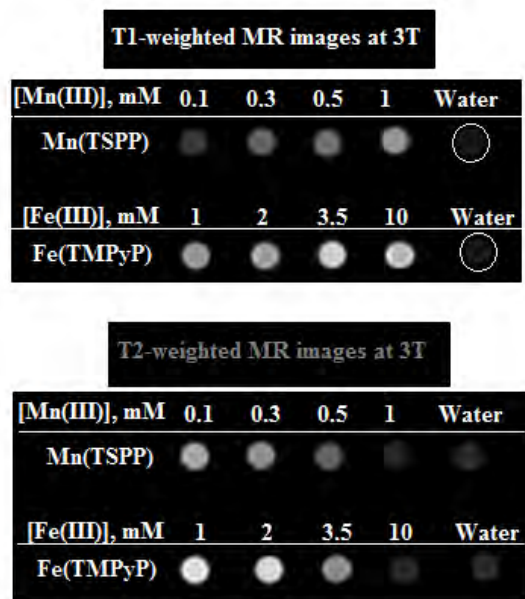 T1-weighted MR images at 3T
[Mn(III)], mM 0.1 0.3 0.5 1 Water
Mn(TSPP)
[Fe(III)], mM 1 2 3.5 10 Water
Fe(TMPyP)
T2-weighted MR images at 3T
[Mn(III)], mM 0.1 0.3 0.5 1 Water
Mn(TSPP)
[Fe(III)], mM 1 2 3.5 10 Water
Fe(TMPyP)